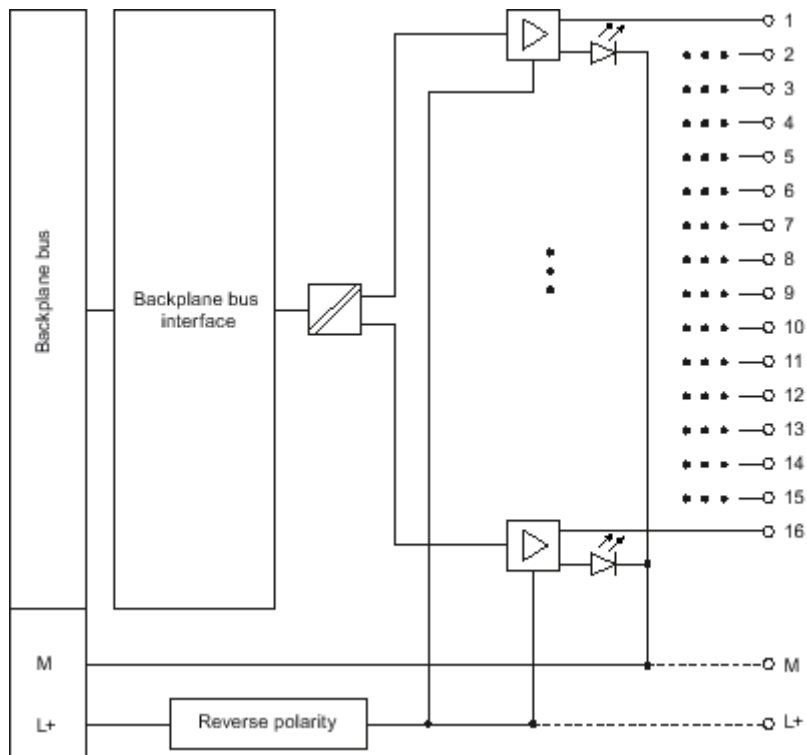 Backplane bus
Backplane bus
interface
1
2
3
4
5
6
7
8
9
10
11
12
13
14
15
16
M
M
L+
Reverse polarity
L+